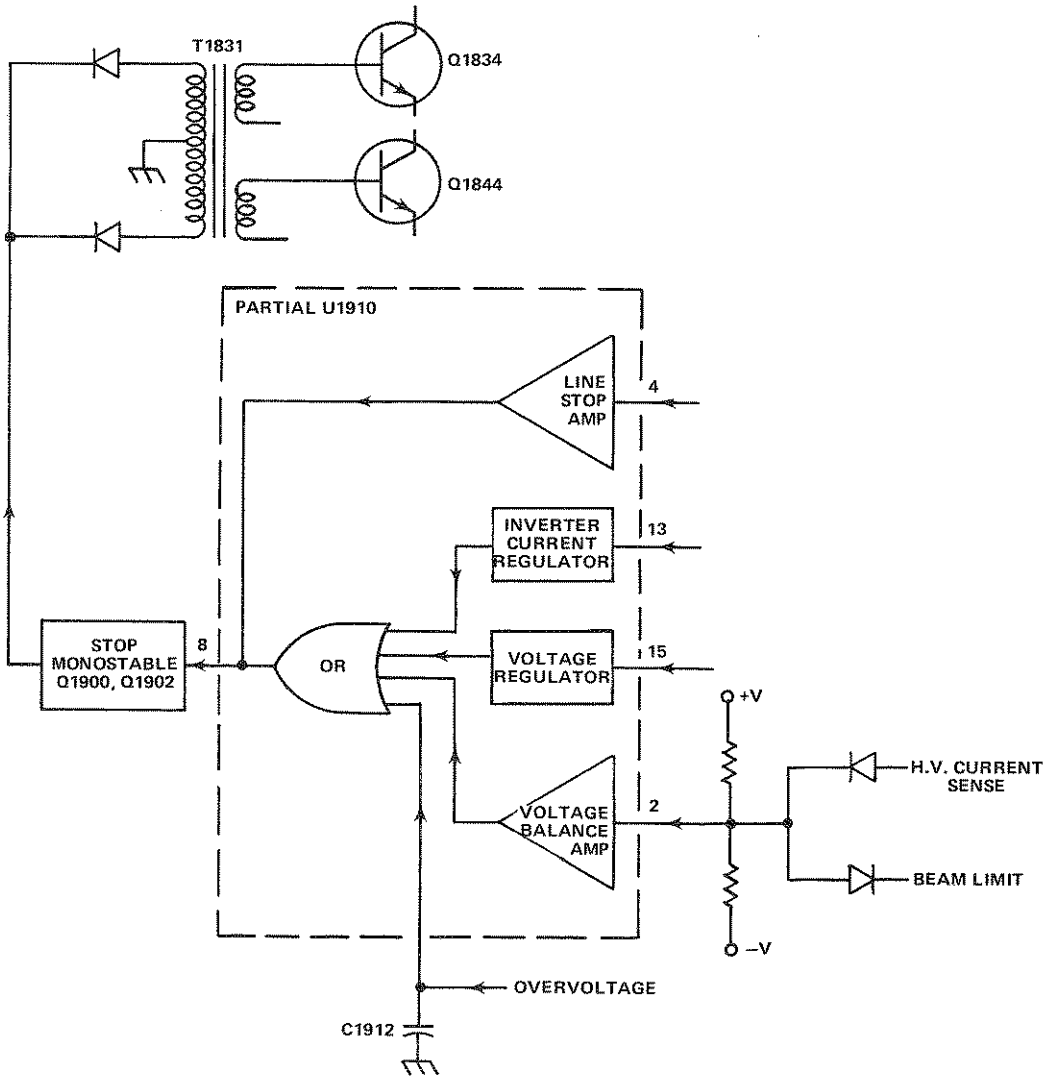 T1831
Q1834
Q1844
PARTIAL U1910
LINE
STOP
AMP
4
INVERTER
CURRENT
REGULATOR
13
STOP
MONOSTABLE
Q1900, Q1902
8
OR
VOLTAGE
REGULATOR
15
+V
VOLTAGE
BALANCE
AMP
2
H.V. CURRENT
SENSE
BEAM LIMIT
–V
OVERVOLTAGE
C1912